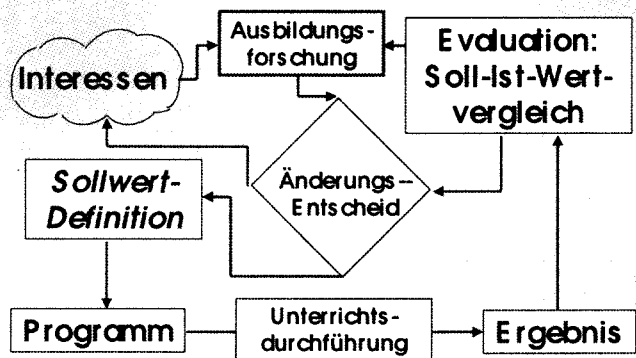 Ausbildungs-
forschung
Evaluation:
Soll-Ist-Wert-
vergleich
Interessen
Änderungs-
Entscheid
Sollwert-
Definition
Programm
Unterrichts-
durchführung
Ergebnis